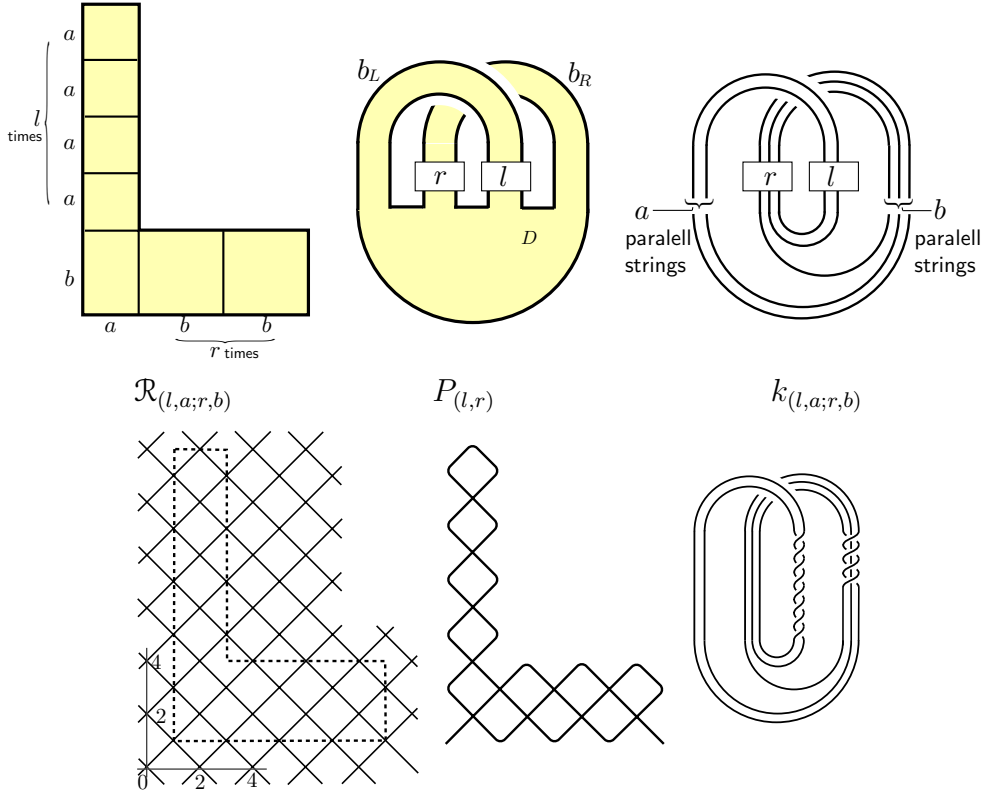 a
a
l
times
a
a
b
a
b
b
r times
b_L
b_R
r
l
D
r
l
a
paralell
strings
b
paralell
strings
ℛ_(l,a;r,b)
P_(l,r)
k_(l,a;r,b)
4
2
0
2
4